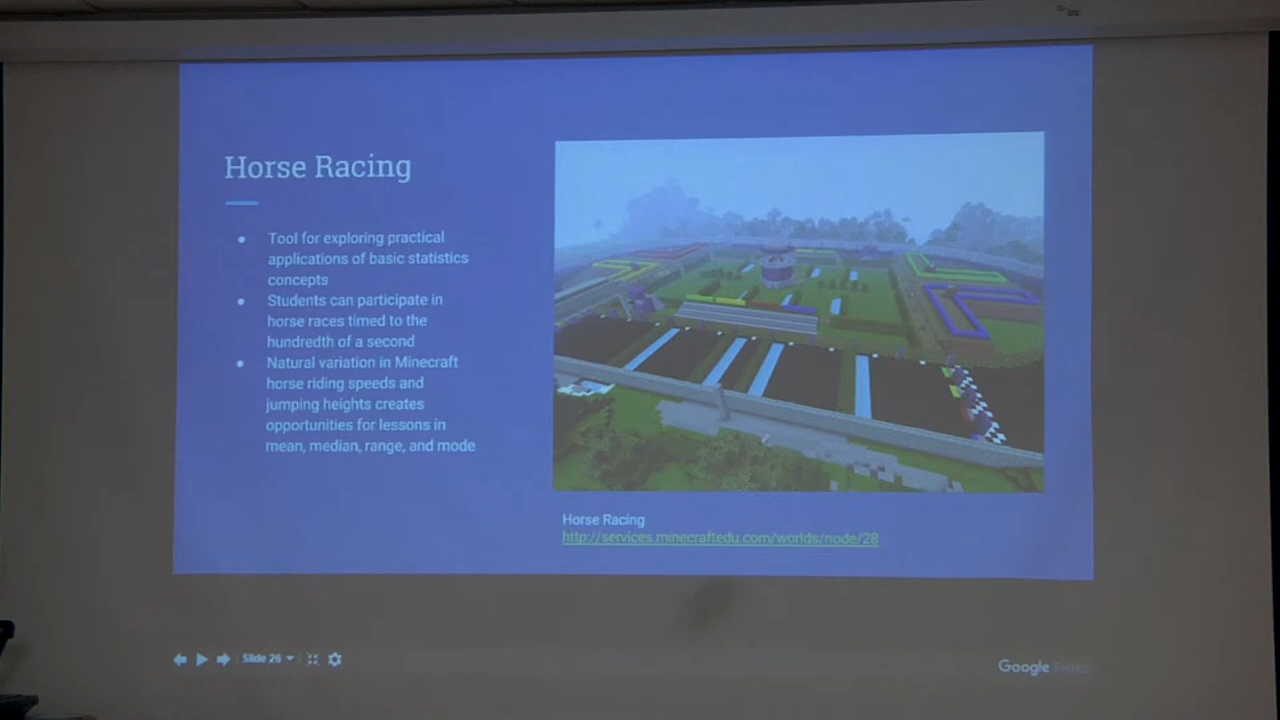 Horse Racing
● Tool for exploring practical
applications of basic statistics
concepts
● Students can participate in
horse races timed to the
hundredth of a second
● Natural variation in Minecraft
horse riding speeds and
jumping heights creates
opportunities for lessons in
mean, median, range, and mode
Horse Racing
http://services.minecraftedu.com/worlds/node/28
Slide 26
Google Slides